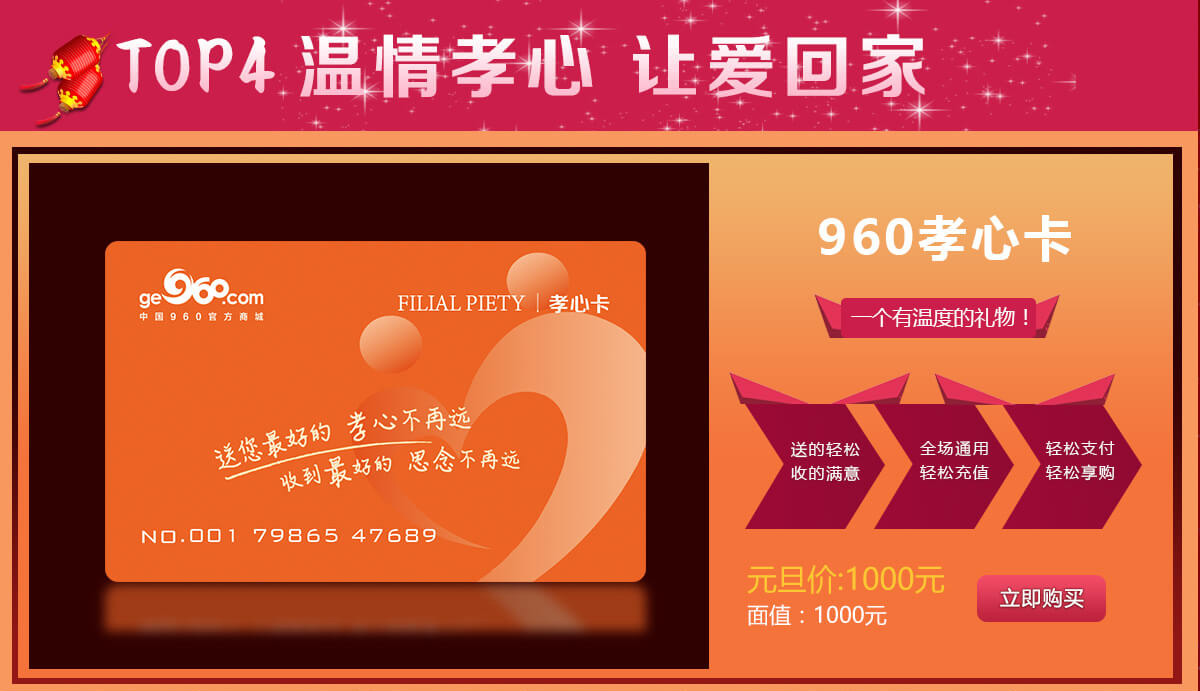 TOP4 温情孝心 让爱回家
ge960.com
中国960官方商城
FILIAL PIETY | 孝心卡
送您最好的 孝心不再远
收到最好的 思念不再远
NO.001 79865 47689
960孝心卡
一个有温度的礼物！
送的轻松
收的满意
全场通用
轻松充值
轻松支付
轻松享购
元旦价:1000元
面值：1000元
立即购买